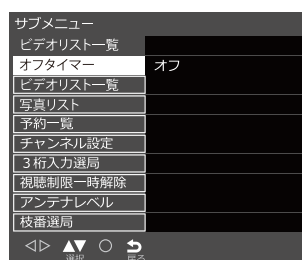 サブメニュー
ビデオリスト一覧
オフタイマー オフ
ビデオリスト一覧
写真リスト
予約一覧
チャンネル設定
3桁入力選局
視聴制限一時解除
アンテナレベル
枝番選局
選択 戻る